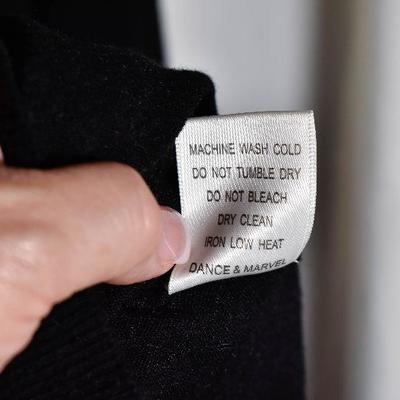 MACHINE WASH COLD
DO NOT TUMBLE DRY
DO NOT BLEACH
DRY CLEAN
IRON LOW HEAT
DANCE & MARVEL